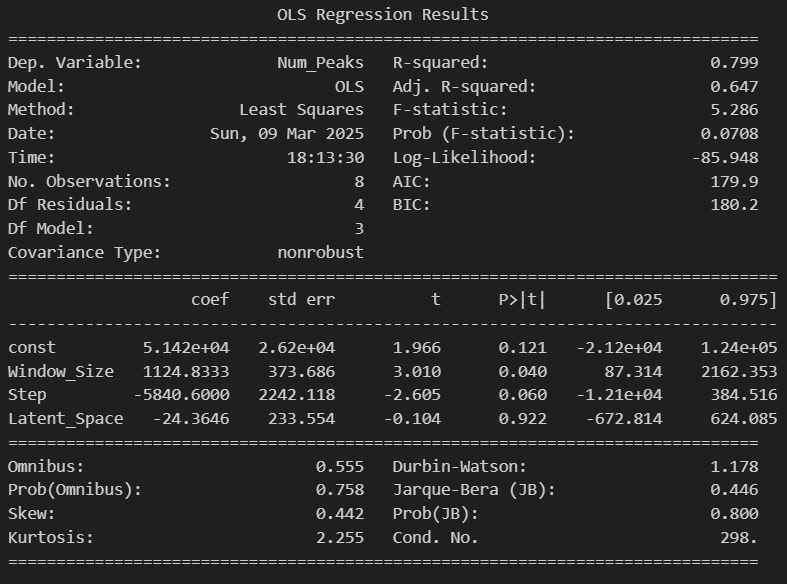 OLS Regression Results
==============================================================================
Dep. Variable:              Num_Peaks   R-squared:                       0.799
Model:                            OLS   Adj. R-squared:                  0.647
Method:                 Least Squares   F-statistic:                     5.286
Date:                Sun, 09 Mar 2025   Prob (F-statistic):             0.0708
Time:                        18:13:30   Log-Likelihood:                -85.948
No. Observations:                   8   AIC:                             179.9
Df Residuals:                       4   BIC:                             180.2
Df Model:                           3
Covariance Type:            nonrobust
================================================================================
                   coef    std err          t      P>|t|      [0.025      0.975]
--------------------------------------------------------------------------------
const         5.142e+04   2.62e+04      1.966      0.121   -2.12e+04    1.24e+05
Window_Size   1124.8333    373.686      3.010      0.040      87.314    2162.353
Step         -5840.6000   2242.118     -2.605      0.060   -1.21e+04     384.516
Latent_Space   -24.3646    233.554     -0.104      0.922    -672.814     624.085
==============================================================================
Omnibus:                        0.555   Durbin-Watson:                   1.178
Prob(Omnibus):                  0.758   Jarque-Bera (JB):                0.446
Skew:                           0.442   Prob(JB):                        0.800
Kurtosis:                       2.255   Cond. No.                         298.
==============================================================================